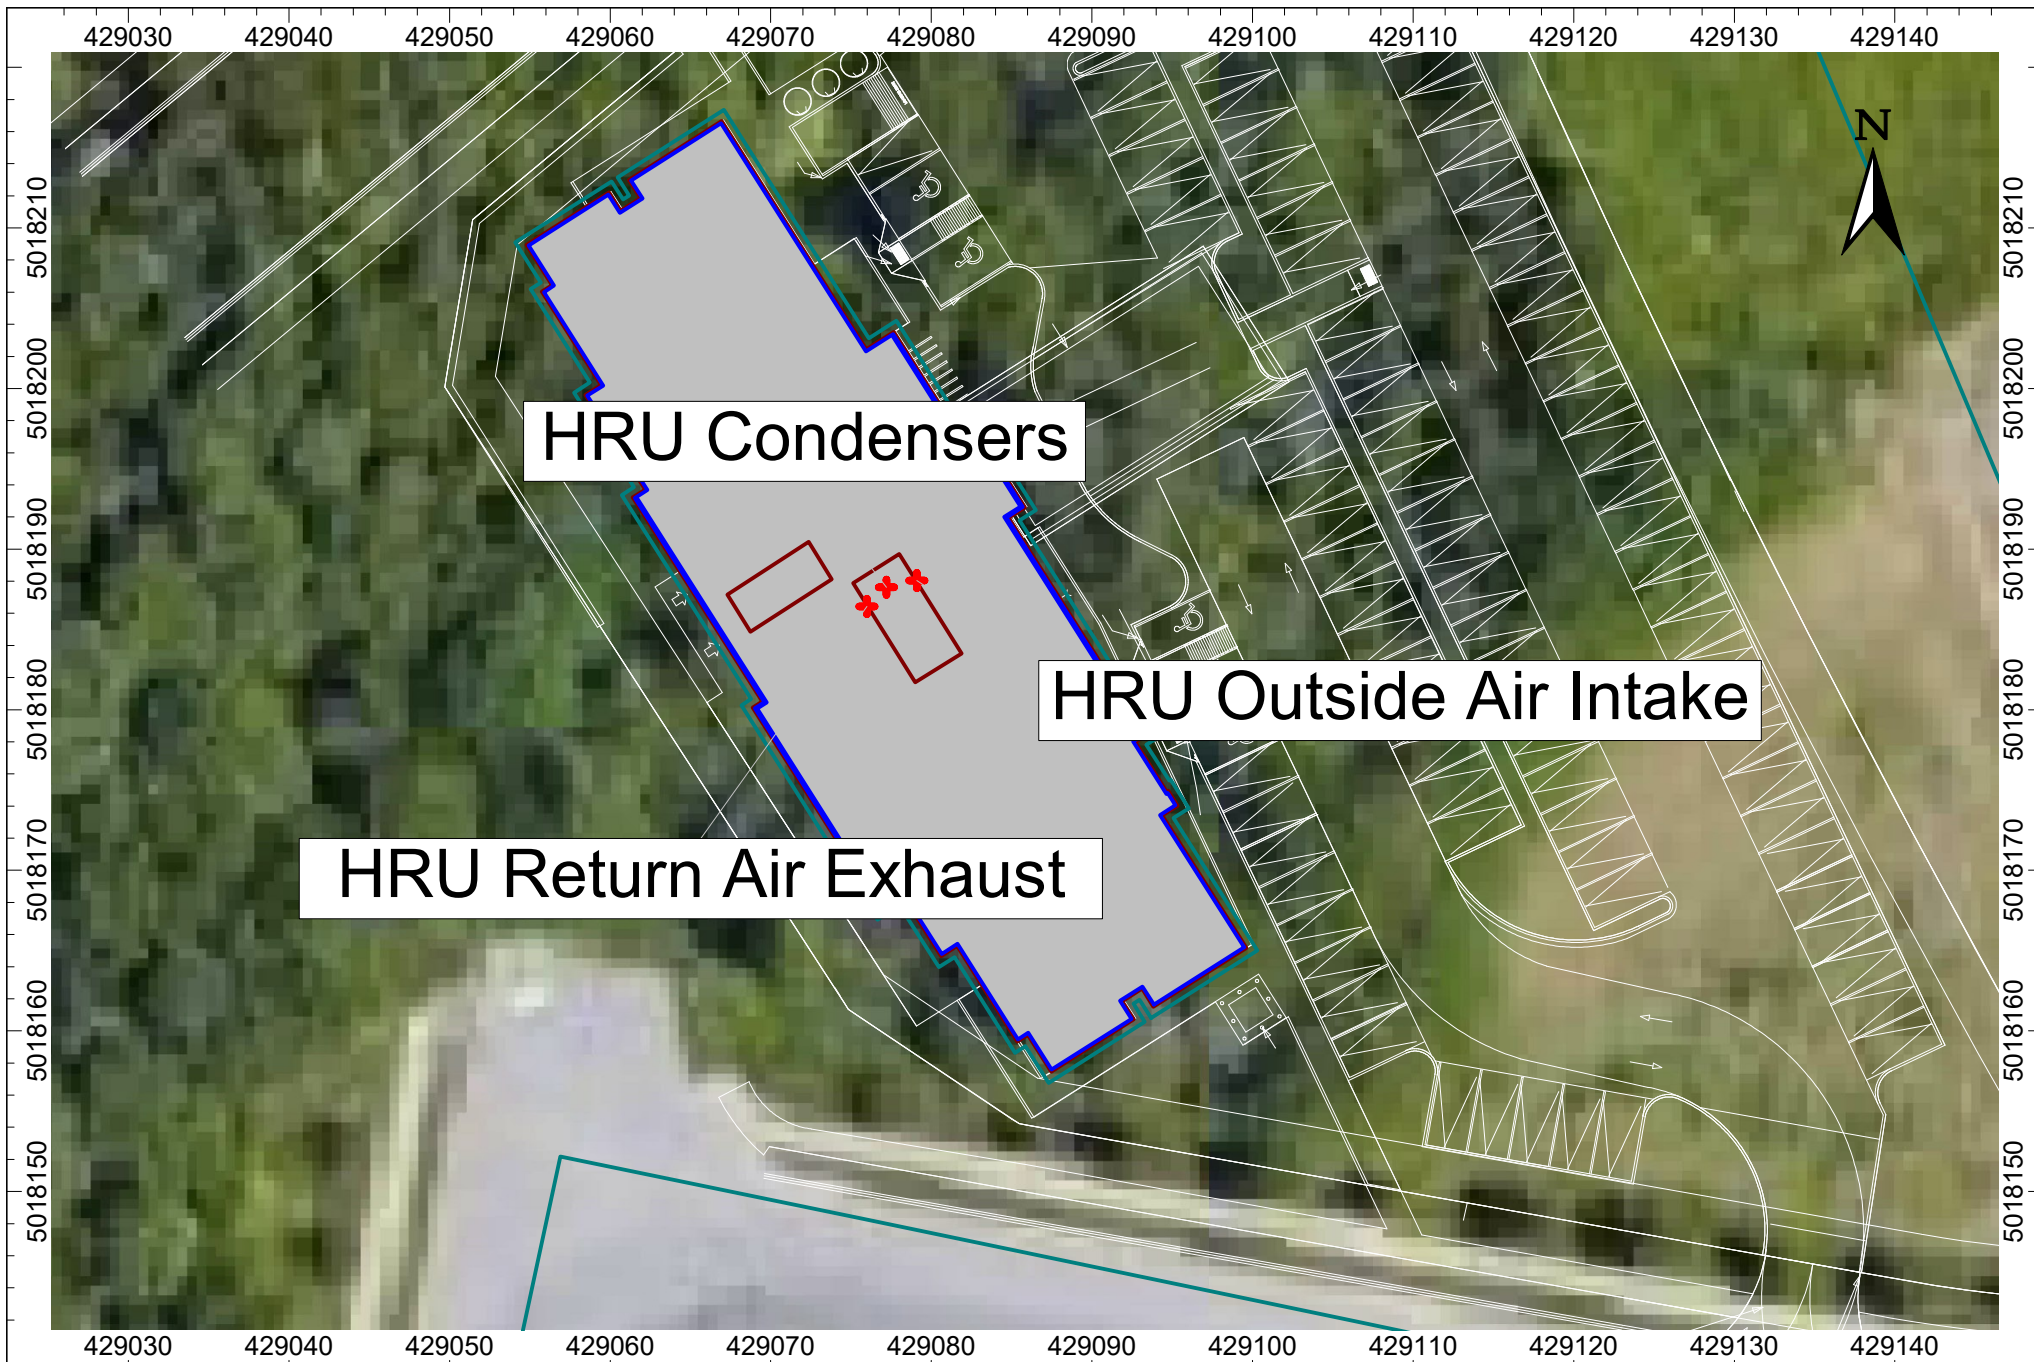 429030 429040 429050 429060 429070 429080 429090 429100 429110 429120 429130 429140
N
5018210 5018210
5018200 5018200
HRU Condensers
5018190 5018190
5018180 5018180
HRU Outside Air Intake
5018170 5018170
HRU Return Air Exhaust
5018160 5018160
5018150 5018150
429030 429040 429050 429060 429070 429080 429090 429100 429110 429120 429130 429140